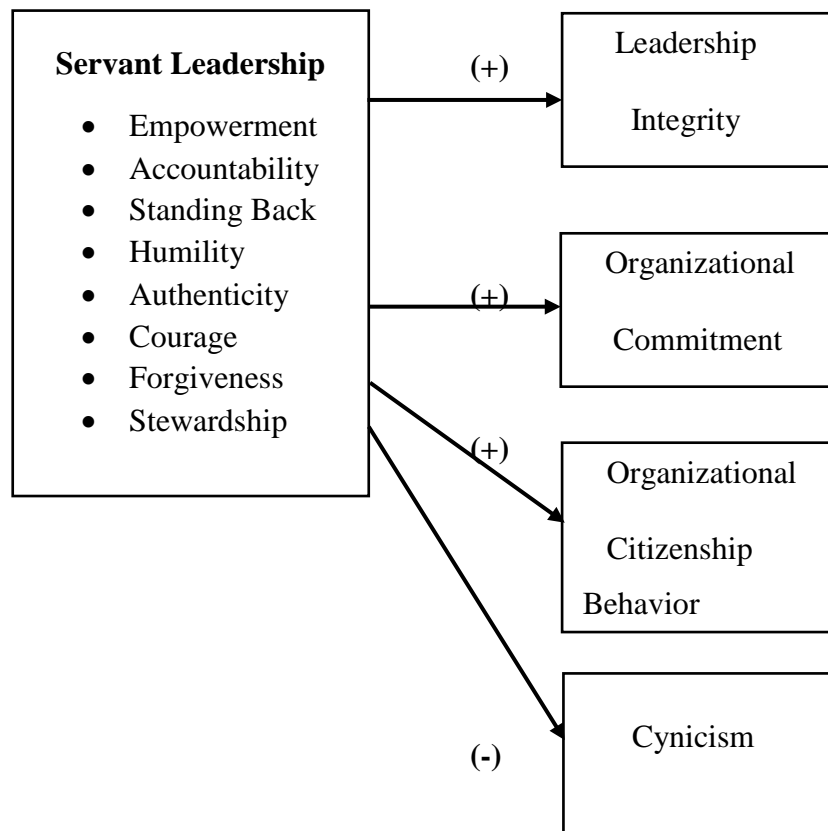 Servant Leadership
• Empowerment
• Accountability
• Standing Back
• Humility
• Authenticity
• Courage
• Forgiveness
• Stewardship
(+)
Leadership
Integrity
(+)
Organizational
Commitment
(+)
Organizational
Citizenship
Behavior
(-)
Cynicism